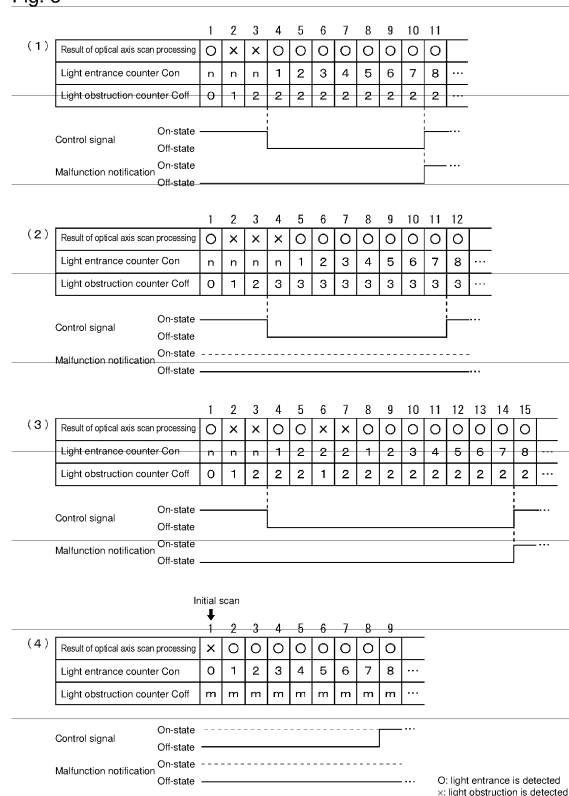 1 2 3 4 5 6 7 8 9 10 11
(1) Result of optical axis scan processing O × × O O O O O O O O
Light entrance counter Con n n n 1 2 3 4 5 6 7 8 ...
Light obstruction counter Coff 0 1 2 2 2 2 2 2 2 2 2 ...
Control signal On-state ...
Off-state
Malfunction notification On-state ...
Off-state
1 2 3 4 5 6 7 8 9 10 11 12
(2) Result of optical axis scan processing O × × × O O O O O O O O
Light entrance counter Con n n n n 1 2 3 4 5 6 7 8 ...
Light obstruction counter Coff 0 1 2 3 3 3 3 3 3 3 3 3 ...
Control signal On-state ...
Off-state
Malfunction notification On-state
Off-state ...
1 2 3 4 5 6 7 8 9 10 11 12 13 14 15
(3) Result of optical axis scan processing O × × O O × × O O O O O O O O
Light entrance counter Con n n n 1 2 2 2 1 2 3 4 5 6 7 8 ...
Light obstruction counter Coff 0 1 2 2 2 1 2 2 2 2 2 2 2 2 2 ...
Control signal On-state ...
Off-state
Malfunction notification On-state ...
Off-state
Initial scan
1 2 3 4 5 6 7 8 9
(4) Result of optical axis scan processing × O O O O O O O O
Light entrance counter Con 0 1 2 3 4 5 6 7 8 ...
Light obstruction counter Coff m m m m m m m m m ...
Control signal On-state ...
Off-state
Malfunction notification On-state
Off-state ...
O: light entrance is detected
×: light obstruction is detected